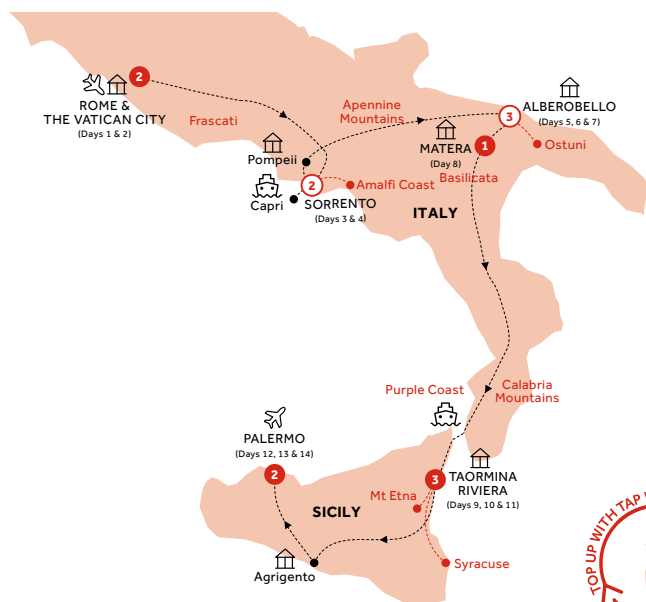 2
ROME &
THE VATICAN CITY
(Days 1 & 2)
Frascati
Apennine
Mountains
3
ALBEROBELLO
(Days 5, 6 & 7)
MATERA
(Day 8)
1
Ostuni
Pompeii
Basilicata
2
Amalfi Coast
Capri
SORRENTO
(Days 3 & 4)
ITALY
Purple Coast
Calabria
Mountains
PALERMO
(Days 12, 13 & 14)
2
3
TAORMINA
RIVIERA
(Days 9, 10 & 11)
Mt Etna
SICILY
Agrigento
Syracuse
TOP UP WITH TAP